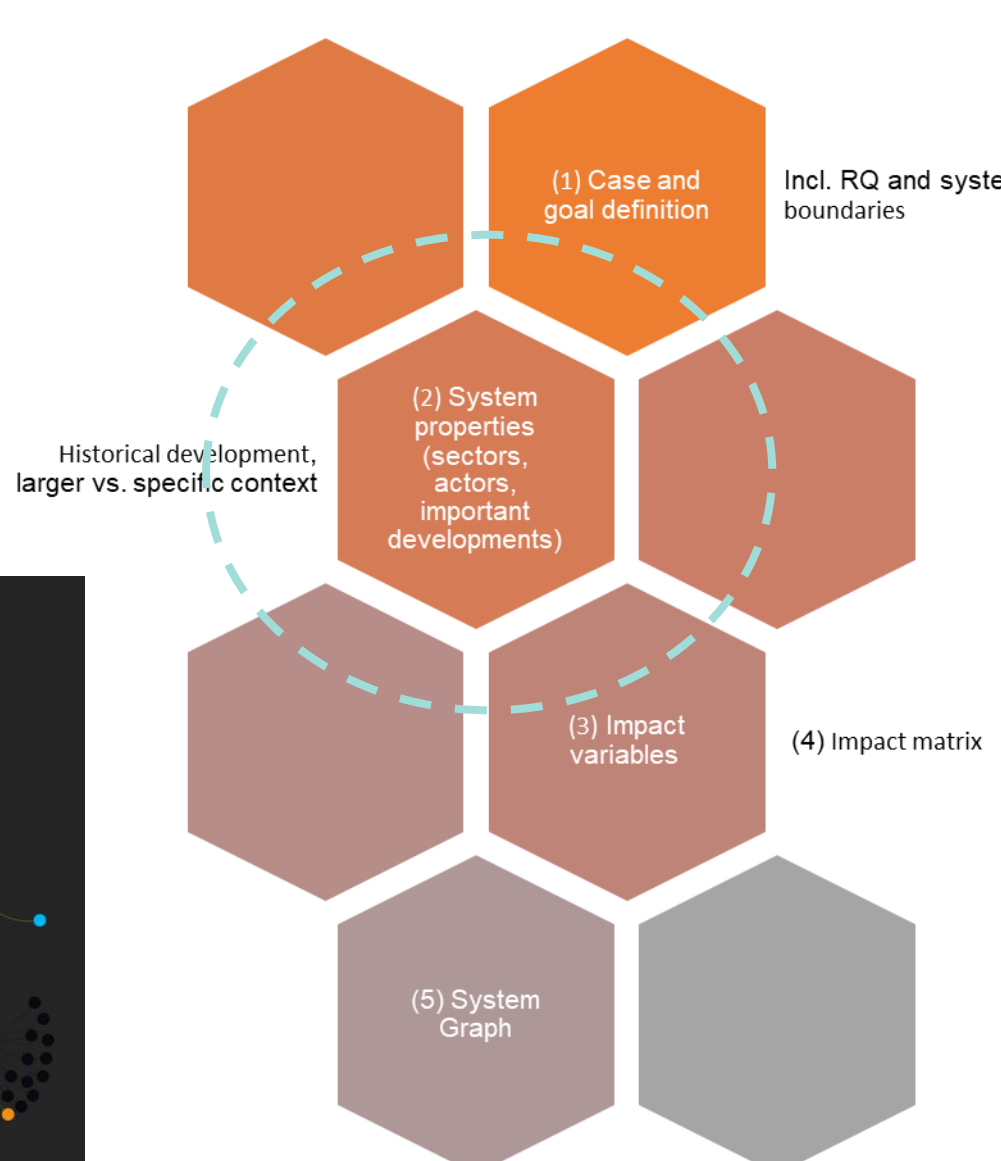 (1) Case and
goal definition
Incl. RQ and syste
boundaries
(2) System
properties
(sectors,
actors,
important
developments)
Historical development,
larger vs. specific context
(3) Impact
variables
(4) Impact matrix
(5) System
Graph